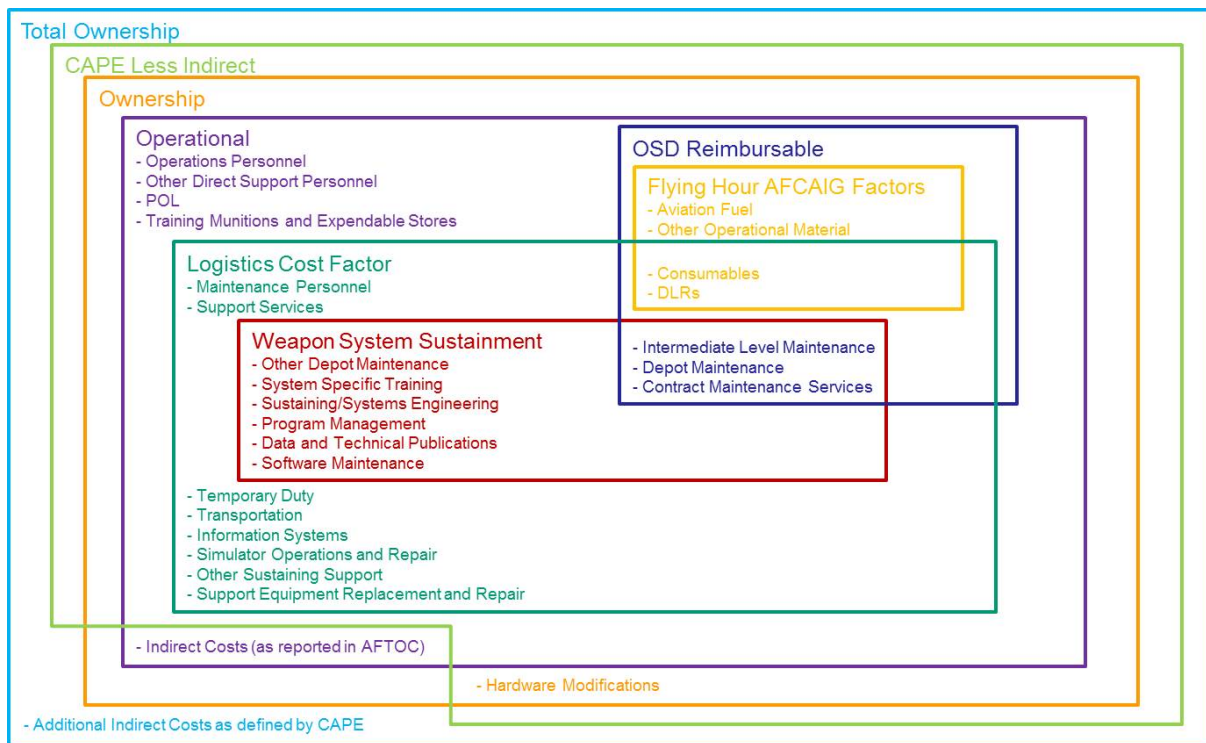 Total Ownership
CAPE Less Indirect
Ownership
Operational
- Operations Personnel
- Other Direct Support Personnel
- POL
- Training Munitions and Expendable Stores
OSD Reimbursable
Flying Hour AFCAIG Factors
- Aviation Fuel
- Other Operational Material
- Consumables
- DLRs
Logistics Cost Factor
- Maintenance Personnel
- Support Services
Weapon System Sustainment
- Other Depot Maintenance
- System Specific Training
- Sustaining/Systems Engineering
- Program Management
- Data and Technical Publications
- Software Maintenance
- Intermediate Level Maintenance
- Depot Maintenance
- Contract Maintenance Services
- Temporary Duty
- Transportation
- Information Systems
- Simulator Operations and Repair
- Other Sustaining Support
- Support Equipment Replacement and Repair
- Indirect Costs (as reported in AFTOC)
- Hardware Modifications
- Additional Indirect Costs as defined by CAPE